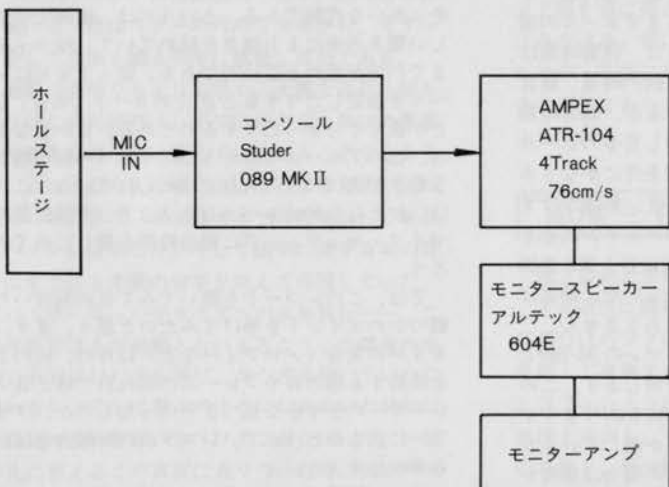 ホールステージ
MIC
IN
コンソール
Studer
089 MKⅡ
AMPEX
ATR-104
4Track
76cm/s
モニタースピーカー
アルテック
604E
モニターアンプ